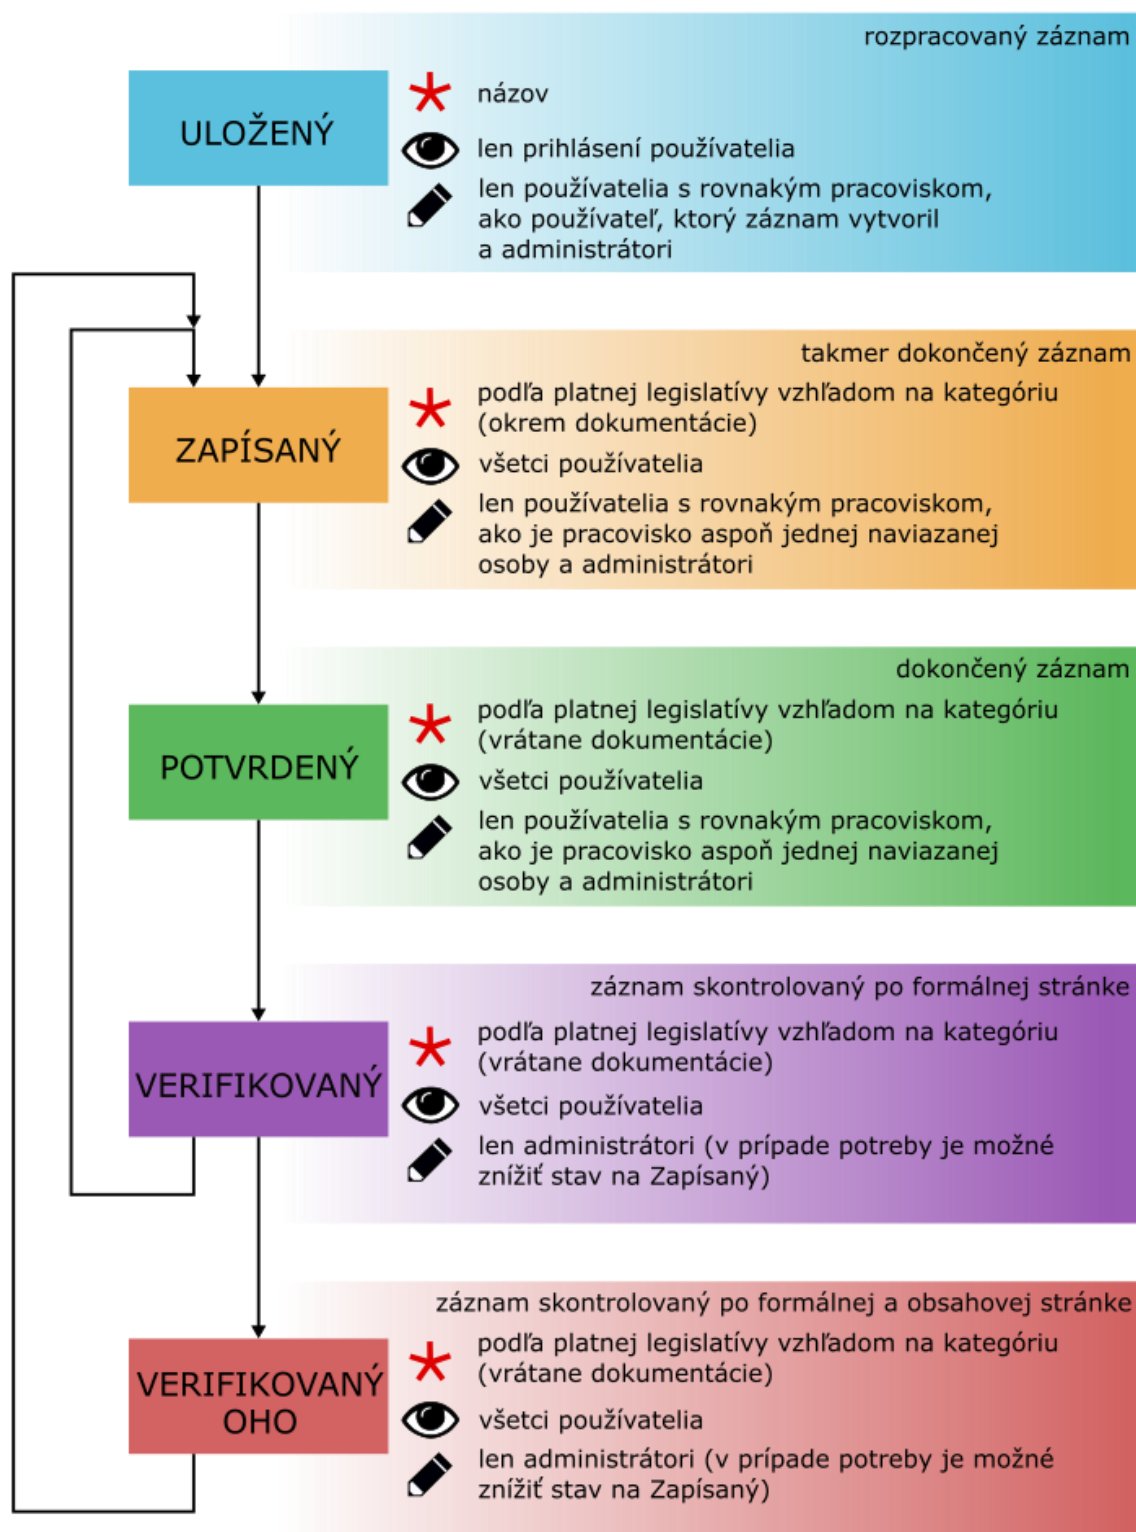 rozpracovaný záznam
ULOŽENÝ
názov
len prihlásení používatelia
len používatelia s rovnakým pracoviskom,
ako používateľ, ktorý záznam vytvoril
a administrátori
takmer dokončený záznam
ZAPÍSANÝ
podľa platnej legislatívy vzhľadom na kategóriu
(okrem dokumentácie)
všetci používatelia
len používatelia s rovnakým pracoviskom,
ako je pracovisko aspoň jednej naviazanej
osoby a administrátori
dokončený záznam
POTVRDENÝ
podľa platnej legislatívy vzhľadom na kategóriu
(vrátane dokumentácie)
všetci používatelia
len používatelia s rovnakým pracoviskom,
ako je pracovisko aspoň jednej naviazanej
osoby a administrátori
záznam skontrolovaný po formálnej stránke
VERIFIKOVANÝ
podľa platnej legislatívy vzhľadom na kategóriu
(vrátane dokumentácie)
všetci používatelia
len administrátori (v prípade potreby je možné
znížiť stav na Zapísaný)
záznam skontrolovaný po formálnej a obsahovej stránke
VERIFIKOVANÝ
OHO
podľa platnej legislatívy vzhľadom na kategóriu
(vrátane dokumentácie)
všetci používatelia
len administrátori (v prípade potreby je možné
znížiť stav na Zapísaný)